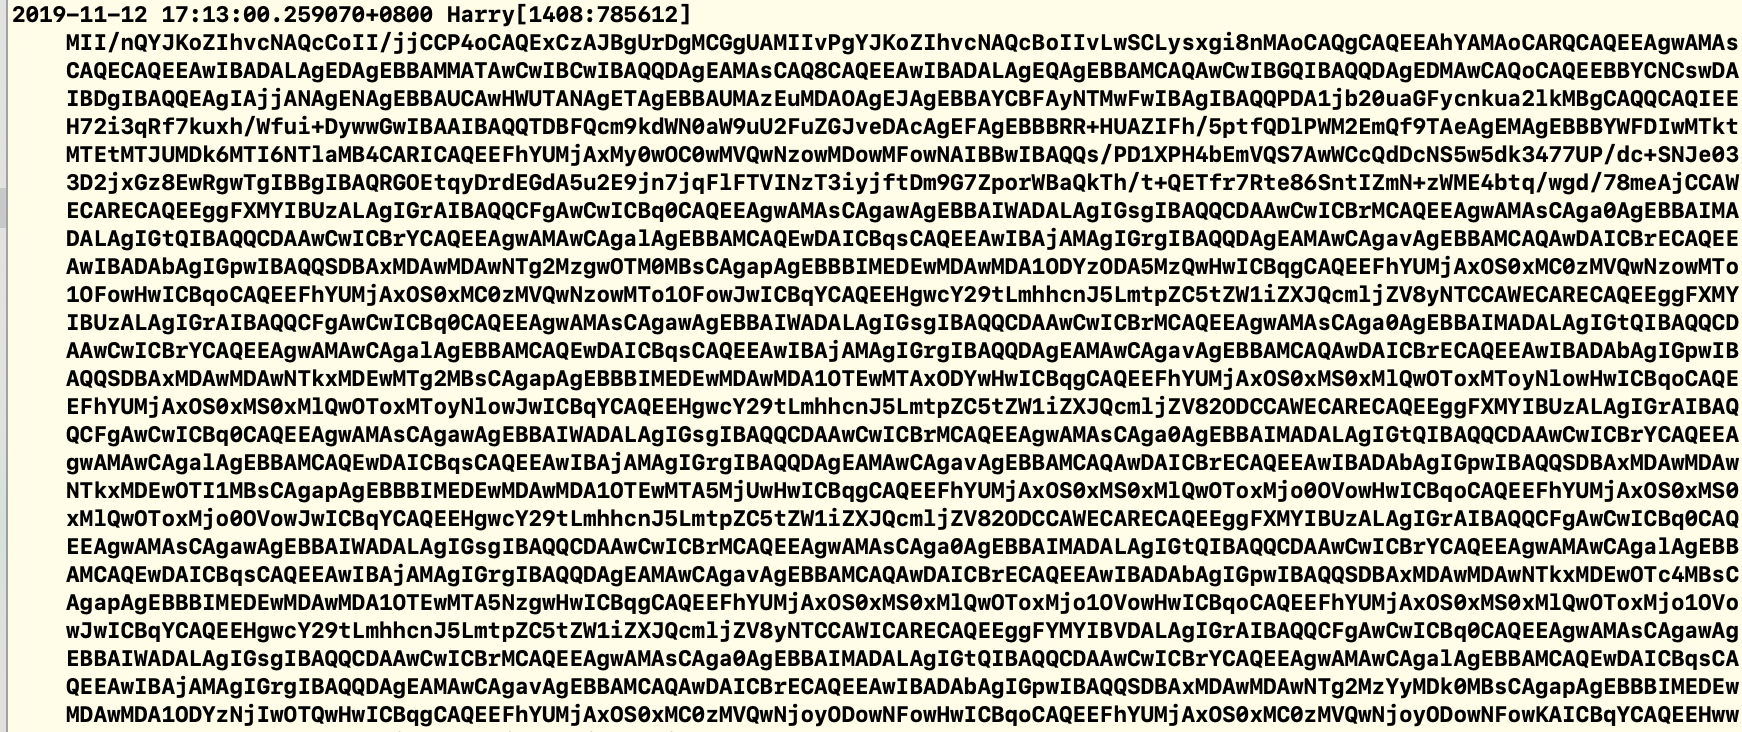 2019-11-12 17:13:00.259070+0800 Harry[1408:785612]
MII/nQYJKoZIhvcNAQcCoII/jjCCP4oCAQExCzAJBgUrDgMCGgUAMIIvPgYJKoZIhvcNAQcBoIIvLwSCLysxgi8nMAoCAQgCAQEEAhYAMAoCARQCAQEEAgwAMAs
CAQECAQEEAwIBADALAgEDAgEBBAMMATAwCwIBCwIBAQQDAgEAMAsCAQ8CAQEEAwIBADALAgEQAgEBBAMCAQAwCwIBGQIBAQQDAgEDMAwCAQoCAQEEBBYCNCswDA
IBDgIBAQQEAgIAjjANAgENAgEBBAUCAwHWUTANAgETAgEBBAUMAzEuMDAOAgEJAgEBBAYCBFAyNTMwFwIBAgIBAQQPDA1jb20uaGFycnkua2lkMBgCAQQCAQIEE
H72i3qRf7kuxh/Wfui+DywwGwIBAAIBAQQTDBFQcm9kdWN0aW9uU2FuZGJveDAcAgEFAgEBBBRR+HUAZIFh/5ptfQDlPWM2EmQf9TAeAgEMAgEBBBYWFDIwMTkt
MTEtMTJUMDk6MTI6NTlaMB4CARICAQEEFhYUMjAxMy0wOC0wMVQwNzowMDowMFowNAIBBwIBAQQs/PD1XPH4bEmVQS7AwWCcQdDcNS5w5dk3477UP/dc+SNJe03
3D2jxGz8EwRgwTgIBBgIBAQRGOEtqyDrdEGdA5u2E9jn7jqFlFTVINzT3iyjftDm9G7ZporWBaQkTh/t+QETfr7Rte86SntIZmN+zWME4btq/wgd/78meAjCCAW
ECARECAQEEggFXMYIBUzALAgIGrAIBAQQCFgAwCwICBq0CAQEEAgwAMAsCAgawAgEBBAIWADALAgIGsgIBAQQCDAAwCwICBrMCAQEEAgwAMAsCAga0AgEBBAIMA
DALAgIGtQIBAQQCDAAwCwICBrYCAQEEAgwAMAwCAgalAgEBBAMCAQEwDAICBqsCAQEEAwIBAjAMAgIGrgIBAQQDAgEAMAwCAgavAgEBBAMCAQAwDAICBrECAQEE
AwIBADAbAgIGpwIBAQQSDBAxMDAwMDAwNTg2MzgwOTM0MBsCAgapAgEBBBIMEDEwMDAwMDA1ODYzODA5MzQwHwICBqgCAQEEFhYUMjAxOS0xMC0zMVQwNzowMTo
1OFowHwICBqoCAQEEFhYUMjAxOS0xMC0zMVQwNzowMTo1OFowJwICBqYCAQEEHgwcY29tLmhhcnJ5LmtpZC5tZW1iZXJQcmljZV8yNTCCAWECARECAQEEggFXMY
IBUzALAgIGrAIBAQQCFgAwCwICBq0CAQEEAgwAMAsCAgawAgEBBAIWADALAgIGsgIBAQQCDAAwCwICBrMCAQEEAgwAMAsCAga0AgEBBAIMADALAgIGtQIBAQQCD
AAwCwICBrYCAQEEAgwAMAwCAgalAgEBBAMCAQEwDAICBqsCAQEEAwIBAjAMAgIGrgIBAQQDAgEAMAwCAgavAgEBBAMCAQAwDAICBrECAQEEAwIBADAbAgIGpwIB
AQQSDBAxMDAwMDAwNTkxMDEwMTg2MBsCAgapAgEBBBIMEDEwMDAwMDA1OTEwMTAxODYwHwICBqgCAQEEFhYUMjAxOS0xMS0xMlQwOToxMToyNlowHwICBqoCAQE
EFhYUMjAxOS0xMS0xMlQwOToxMToyNlowJwICBqYCAQEEHgwcY29tLmhhcnJ5LmtpZC5tZW1iZXJQcmljZV82ODCCAWECARECAQEEggFXMYIBUzALAgIGrAIBAQ
QCFgAwCwICBq0CAQEEAgwAMAsCAgawAgEBBAIWADALAgIGsgIBAQQCDAAwCwICBrMCAQEEAgwAMAsCAga0AgEBBAIMADALAgIGtQIBAQQCDAAwCwICBrYCAQEEA
gwAMAwCAgalAgEBBAMCAQEwDAICBqsCAQEEAwIBAjAMAgIGrgIBAQQDAgEAMAwCAgavAgEBBAMCAQAwDAICBrECAQEEAwIBADAbAgIGpwIBAQQSDBAxMDAwMDAw
NTkxMDEwOTI1MBsCAgapAgEBBBIMEDEwMDAwMDA1OTEwMTA5MjUwHwICBqgCAQEEFhYUMjAxOS0xMS0xMlQwOToxMjo0OVowHwICBqoCAQEEFhYUMjAxOS0xMS0
xMlQwOToxMjo0OVowJwICBqYCAQEEHgwcY29tLmhhcnJ5LmtpZC5tZW1iZXJQcmljZV82ODCCAWECARECAQEEggFXMYIBUzALAgIGrAIBAQQCFgAwCwICBq0CAQ
EEAgwAMAsCAgawAgEBBAIWADALAgIGsgIBAQQCDAAwCwICBrMCAQEEAgwAMAsCAga0AgEBBAIMADALAgIGtQIBAQQCDAAwCwICBrYCAQEEAgwAMAwCAgalAgEBB
AMCAQEwDAICBqsCAQEEAwIBAjAMAgIGrgIBAQQDAgEAMAwCAgavAgEBBAMCAQAwDAICBrECAQEEAwIBADAbAgIGpwIBAQQSDBAxMDAwMDAwNTkxMDEwOTc4MBsC
AgapAgEBBBIMEDEwMDAwMDA1OTEwMTA5NzgwHwICBqgCAQEEFhYUMjAxOS0xMS0xMlQwOToxMjo1OVowHwICBqoCAQEEFhYUMjAxOS0xMS0xMlQwOToxMjo1OVo
wJwICBqYCAQEEHgwcY29tLmhhcnJ5LmtpZC5tZW1iZXJQcmljZV8yNTCCAWICARECAQEEggFYMYIBVDALAgIGrAIBAQQCFgAwCwICBq0CAQEEAgwAMAsCAgawAg
EBBAIWADALAgIGsgIBAQQCDAAwCwICBrMCAQEEAgwAMAsCAga0AgEBBAIMADALAgIGtQIBAQQCDAAwCwICBrYCAQEEAgwAMAwCAgalAgEBBAMCAQEwDAICBqsCA
QEEAwIBAjAMAgIGrgIBAQQDAgEAMAwCAgavAgEBBAMCAQAwDAICBrECAQEEAwIBADAbAgIGpwIBAQQSDBAxMDAwMDAwNTg2MzYyMDk0MBsCAgapAgEBBBIMEDEw
MDAwMDA1ODYzNjIwOTQwHwICBqgCAQEEFhYUMjAxOS0xMC0zMVQwNjoyODowNFowHwICBqoCAQEEFhYUMjAxOS0xMC0zMVQwNjoyODowNFowKAICBqYCAQEEHww